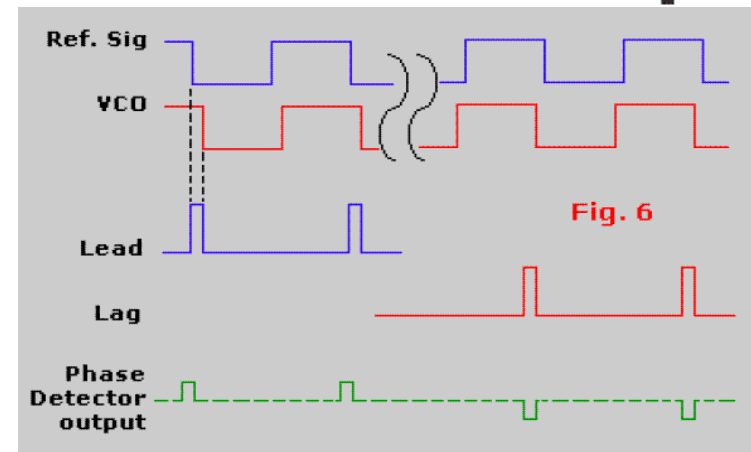 Ref. Sig
VCO
Fig. 6
Lead
Lag
Phase
Detector
output